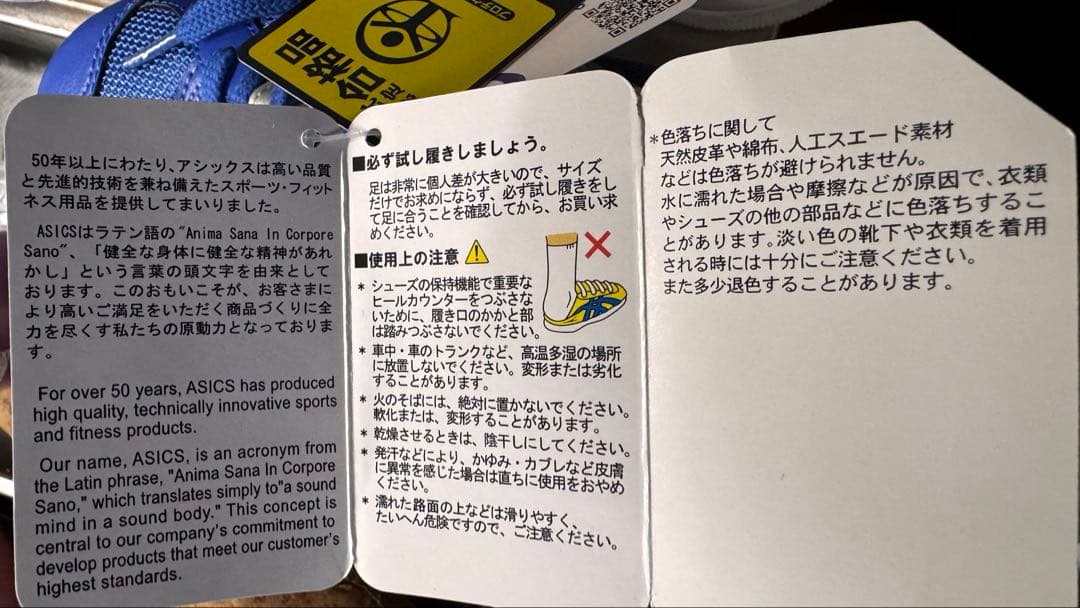 合格品
プロテ
50年以上にわたり、アシックスは高い品質
と先進的技術を兼ね備えたスポーツ・フィット
ネス用品を提供してまいりました。
ASICSはラテン語の"Anima Sana In Corpore
Sano"、「健全な身体に健全な精神があれ
かし」という言葉の頭文字を由来として
おります。このおもいこそが、お客さまに
より高いご満足をいただく商品づくりに全
力を尽くす私たちの原動力となっておりま
す。
For over 50 years, ASICS has produced
high quality, technically innovative sports
and fitness products.
Our name, ASICS, is an acronym from
the Latin phrase, "Anima Sana In Corpore
Sano," which translates simply to"a sound
mind in a sound body." This concept is
central to our company's commitment to
develop products that meet our customer's
highest standards.
■必ず試し履きしましょう。
足は非常に個人差が大きいので、サイズ
だけでお求めにならず、必ず試し履きをし
て足に合うことを確認してから、お買い求
めください。
■使用上の注意
* シューズの保持機能で重要な
ヒールカウンターをつぶさな
いために、履き口のかかと部
は踏みつぶさないでください。
* 車中・車のトランクなど、高温多湿の場所
に放置しないでください。変形または劣化
することがあります。
* 火のそばには、絶対に置かないでください。
軟化または、変形することがあります。
* 乾燥させるときは、陰干しにしてください。
* 発汗などにより、かゆみ・カブレなど皮膚
に異常を感じた場合は直ちに使用をおやめ
ください。
* 濡れた路面の上などは滑りやすく、
たいへん危険ですので、ご注意ください。
*色落ちに関して
天然皮革や綿布、人工スエード素材
などは色落ちが避けられません。
水に濡れた場合や摩擦などが原因で、衣類
やシューズの他の部品などに色落ちするこ
とがあります。淡い色の靴下や衣類を着用
される時には十分にご注意ください。
また多少退色することがあります。